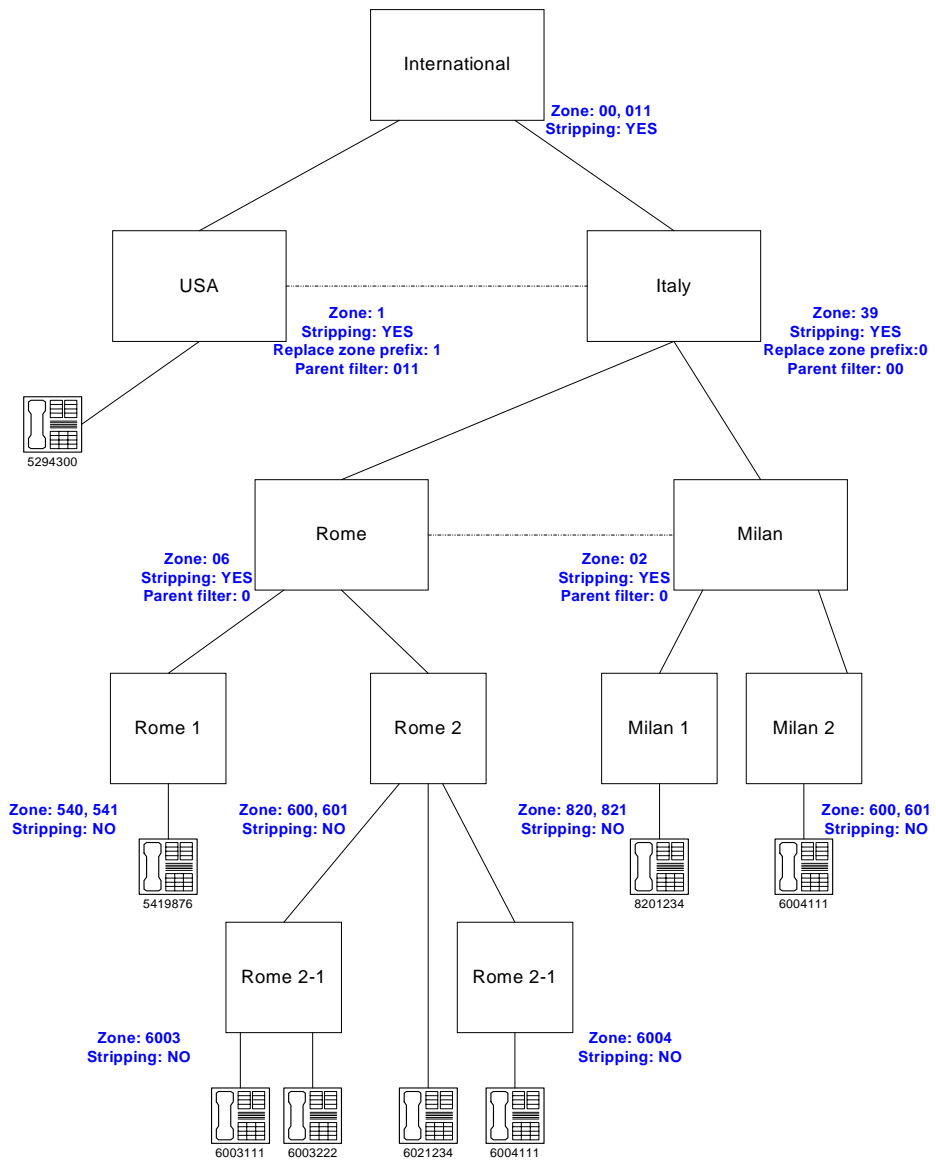 International
Zone: 00, 011
Stripping: YES
USA
Italy
Zone: 1
Stripping: YES
Replace zone prefix: 1
Parent filter: 011
Zone: 39
Stripping: YES
Replace zone prefix:0
Parent filter: 00
5294300
Rome
Milan
Zone: 06
Stripping: YES
Parent filter: 0
Zone: 02
Stripping: YES
Parent filter: 0
Rome 1
Rome 2
Milan 1
Milan 2
Zone: 540, 541
Stripping: NO
Zone: 600, 601
Stripping: NO
Zone: 820, 821
Stripping: NO
Zone: 600, 601
Stripping: NO
5419876
8201234
6004111
Rome 2-1
Rome 2-1
Zone: 6003
Stripping: NO
Zone: 6004
Stripping: NO
6003111
6003222
6021234
6004111